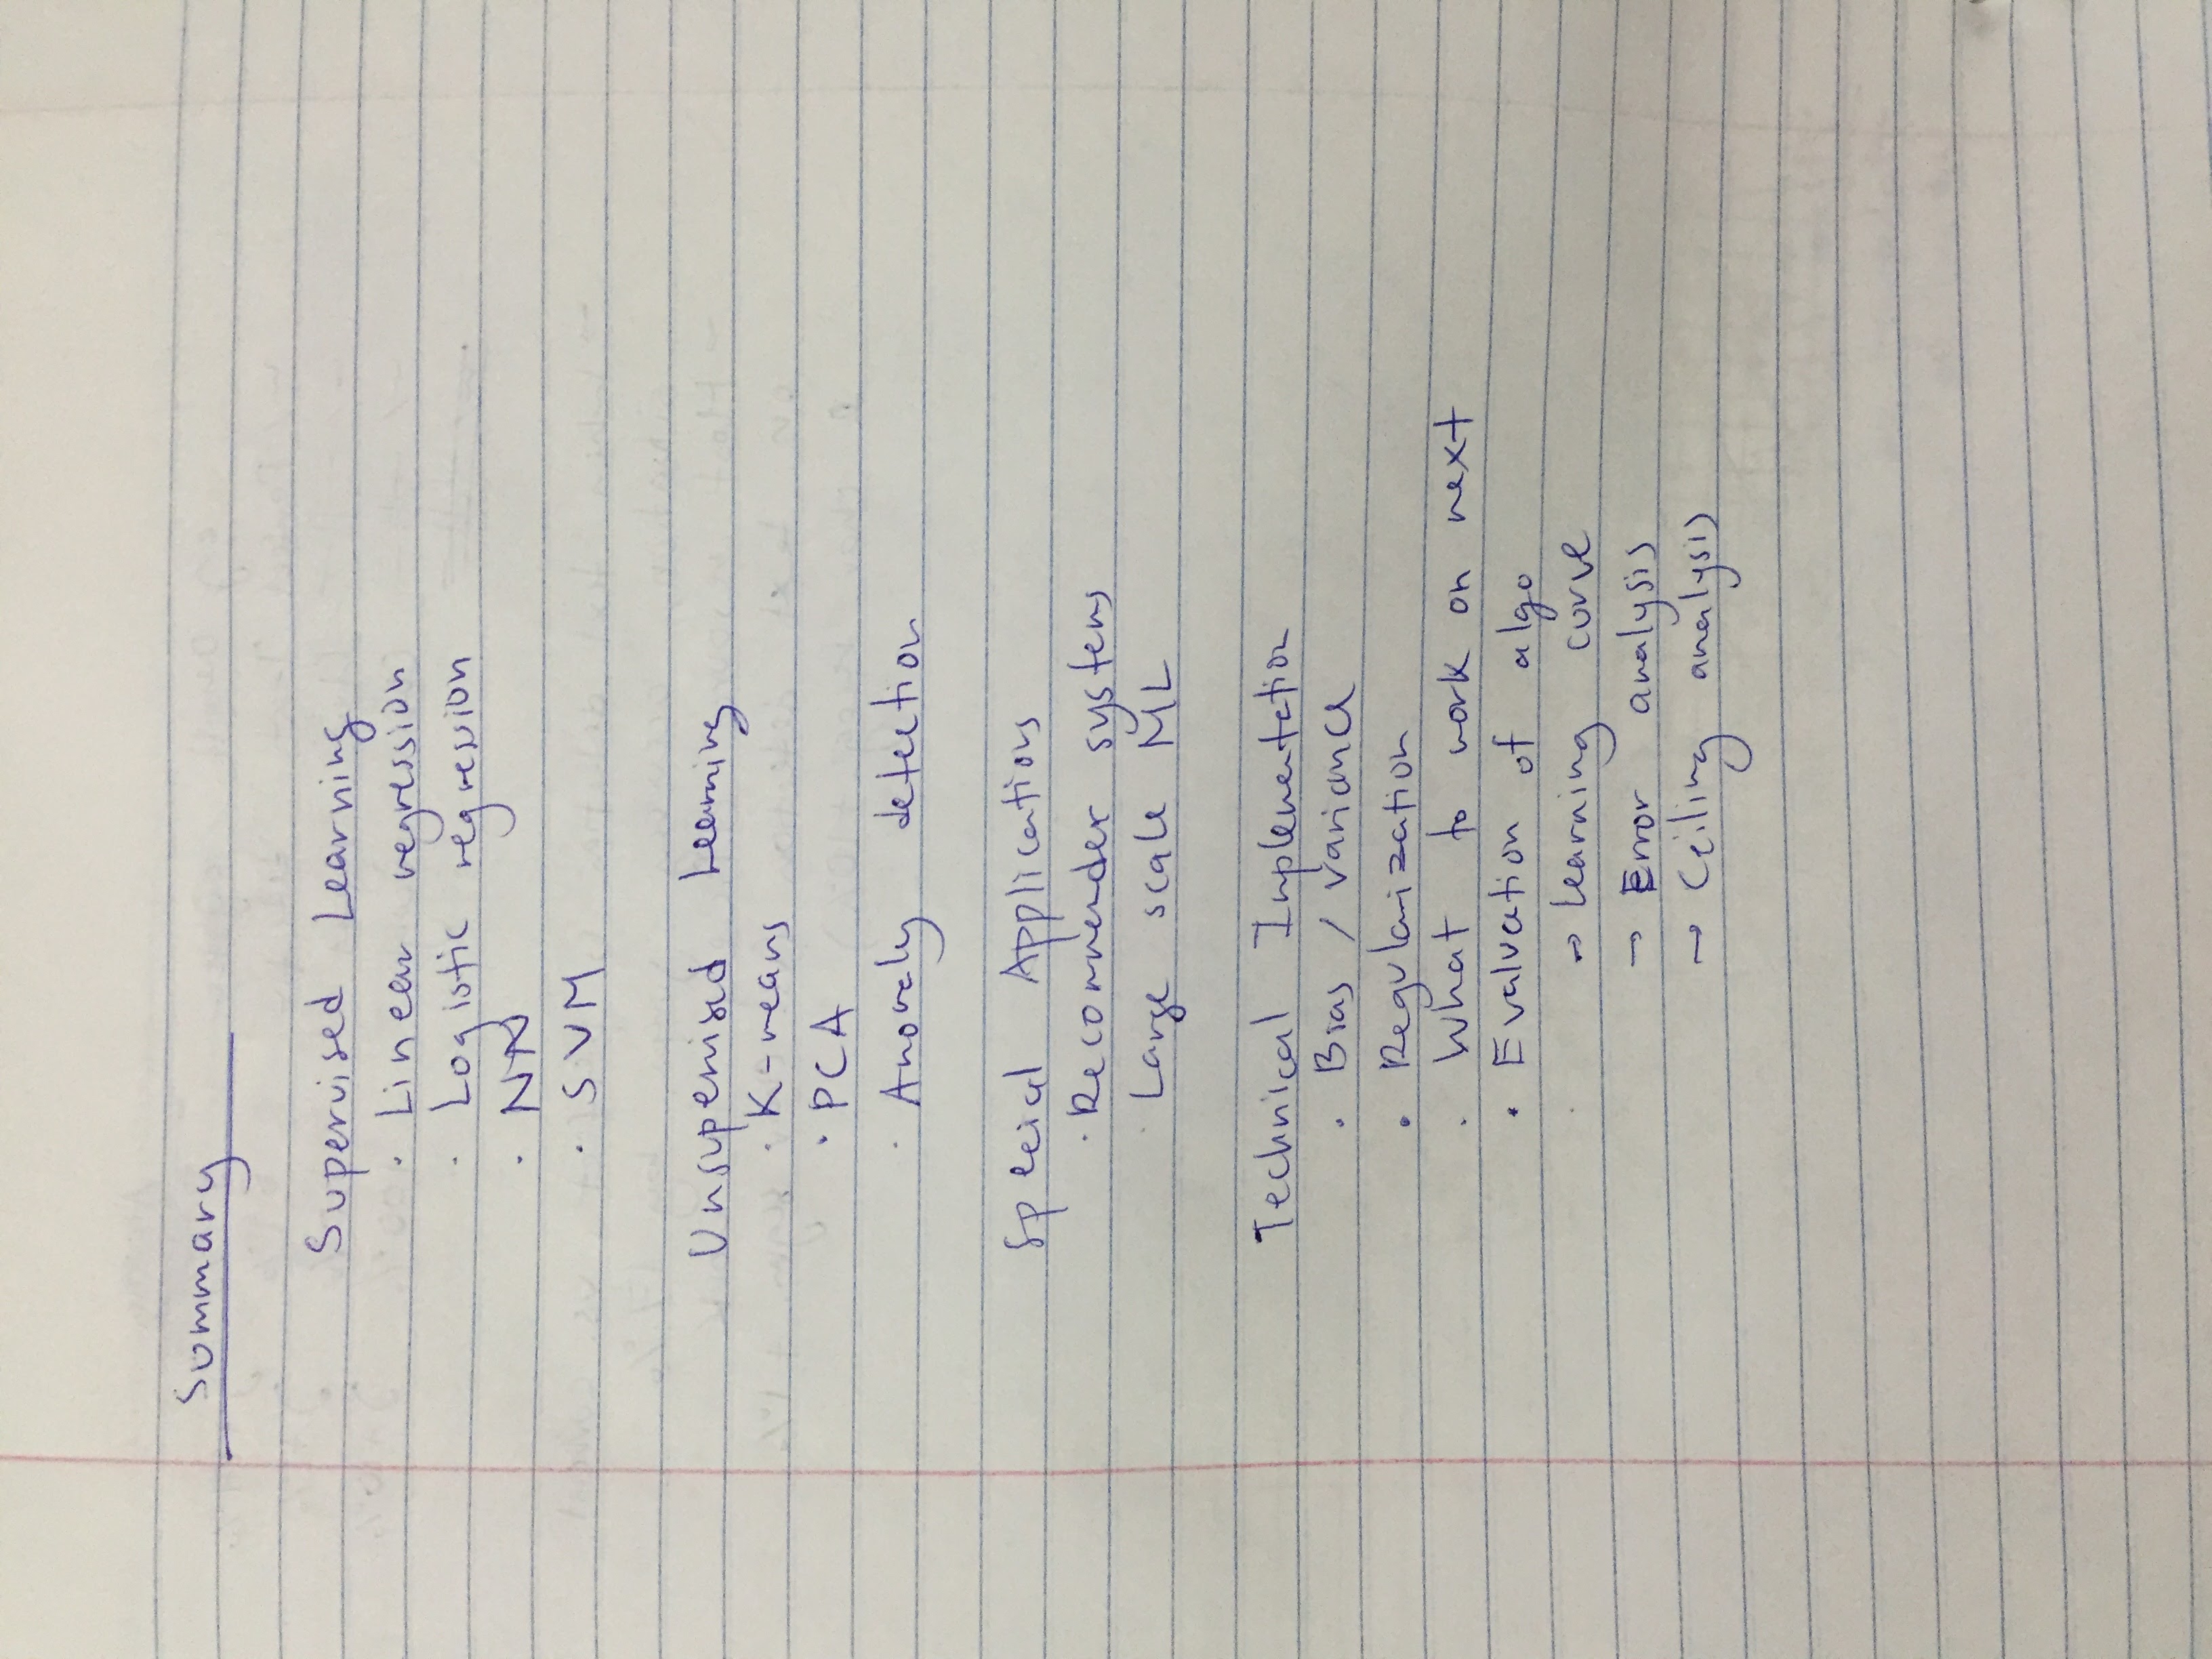 Summary
Supervised Learning
· Linear regression
· Logistic regression
· NN
· SVM
Unsupervised Learning
· K-means
· PCA
· Anomaly detection
Special Applications
· Recommender systems
· Large scale ML
Technical Implementation
· Bias / variance
· Regularization
· What to work on next
· Evaluation of algo
→ Learning curve
→ Error analysis
→ Ceiling analysis